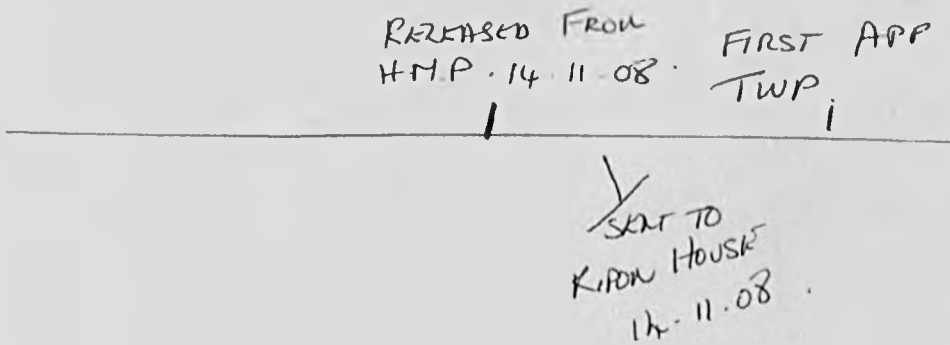 RELEASED FROM
HMP. 14.11.08.
FIRST APP
TWP
SENT TO
RIPON HOUSE
14.11.08.